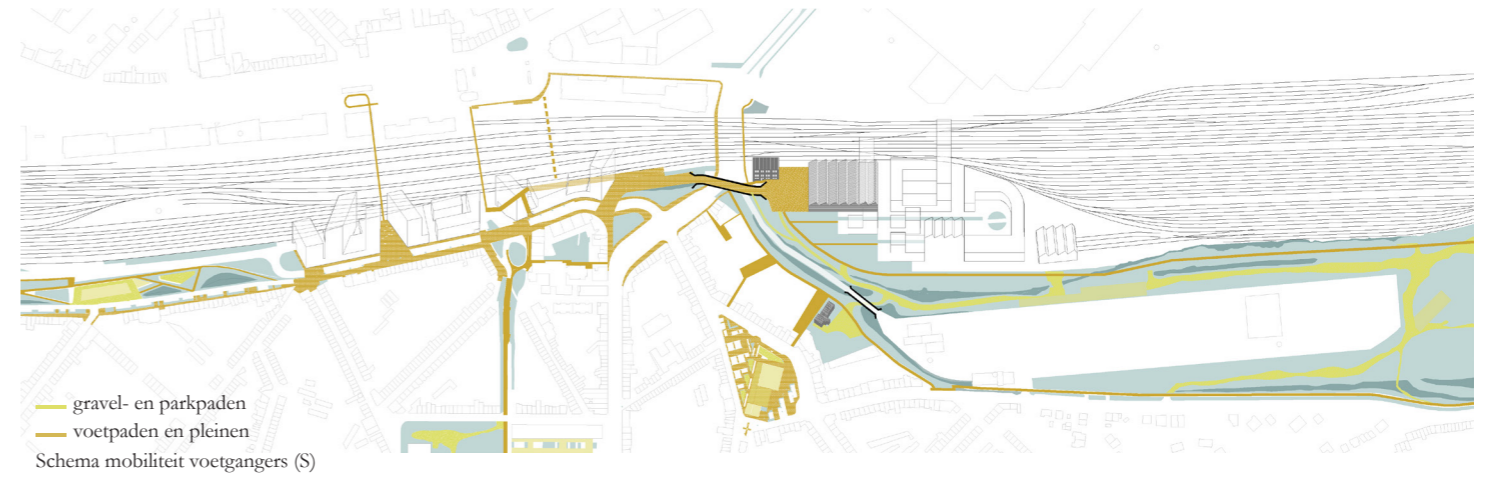 gravel- en parkpaden
voetpaden en pleinen
Schema mobiliteit voetgangers (S)